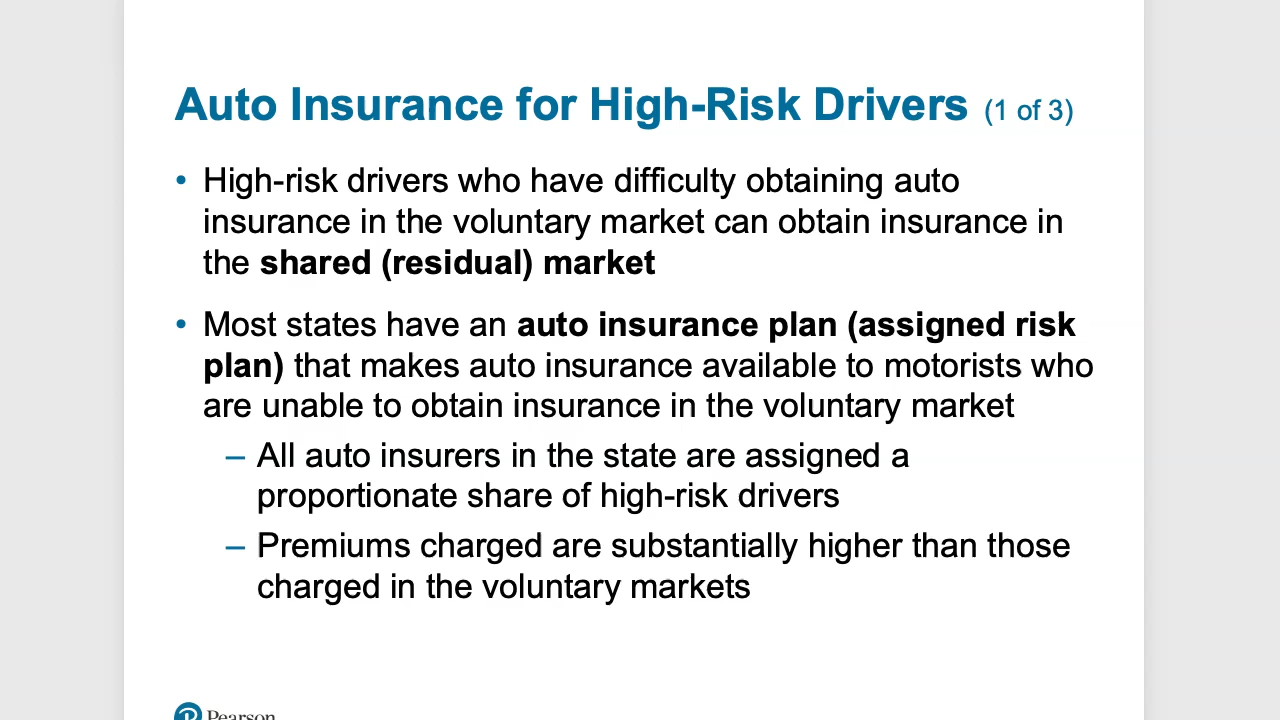 Auto Insurance for High-Risk Drivers (1 of 3)
• High-risk drivers who have difficulty obtaining auto
insurance in the voluntary market can obtain insurance in
the shared (residual) market
• Most states have an auto insurance plan (assigned risk
plan) that makes auto insurance available to motorists who
are unable to obtain insurance in the voluntary market
– All auto insurers in the state are assigned a
proportionate share of high-risk drivers
– Premiums charged are substantially higher than those
charged in the voluntary markets
Pearson